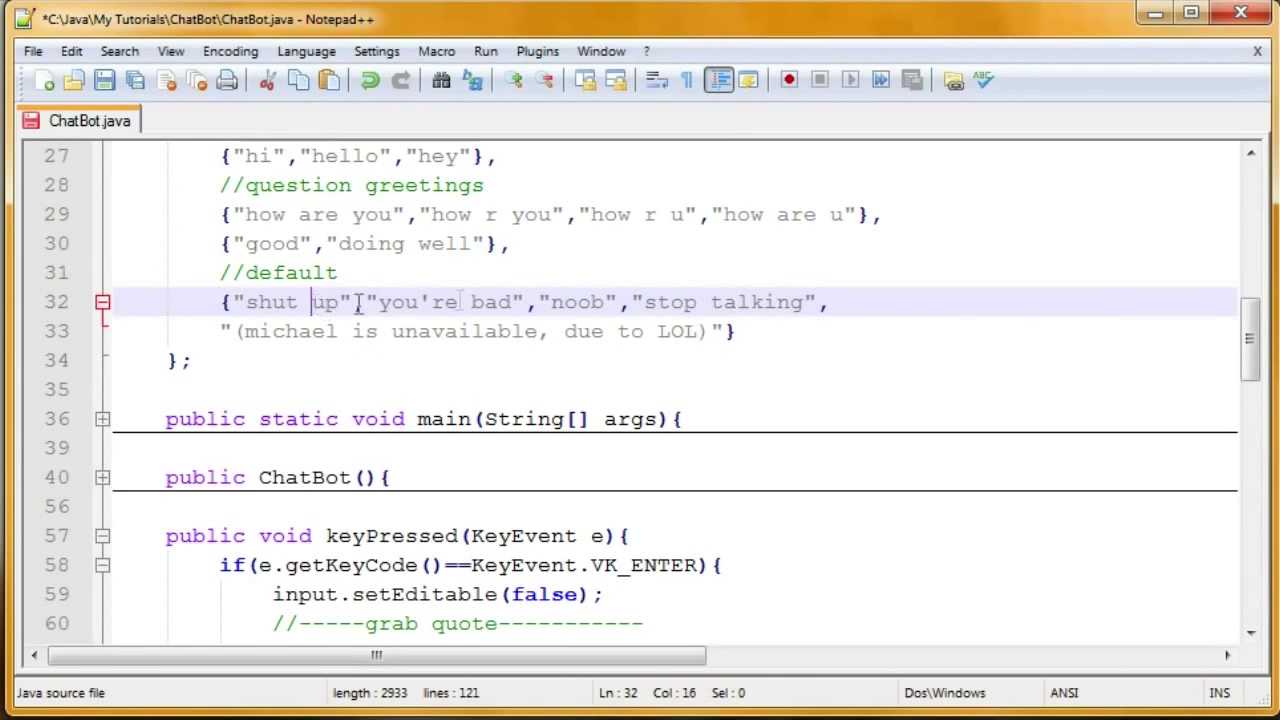 *C:\Java\My Tutorials\ChatBot\ChatBot.java - Notepad++
File Edit Search View Encoding Language Settings Macro Run Plugins Window ? X
ABC
ChatBot.java
27 {"hi","hello","hey"},
28 //question greetings
29 {"how are you","how r you","how r u","how are u"},
30 {"good","doing well"},
31 //default
32 {"shut up","you're bad","noob","stop talking",
33 "(michael is unavailable, due to LOL)"}
34 };
35
36 public static void main(String[] args){
39
40 public ChatBot(){
56
57 public void keyPressed(KeyEvent e){
58 if(e.getKeyCode()==KeyEvent.VK_ENTER){
59 input.setEditable(false);
60 //-----grab quote-----------
Java source file length : 2933 lines : 121 Ln : 32 Col : 16 Sel : 0 Dos\Windows ANSI INS